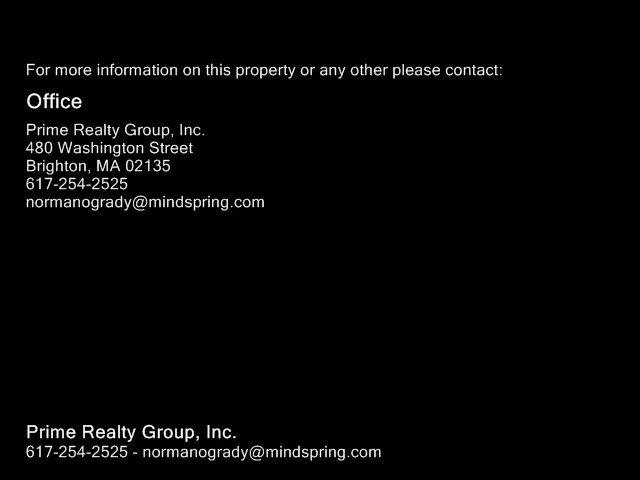 For more information on this property or any other please contact:
Office
Prime Realty Group, Inc.
480 Washington Street
Brighton, MA 02135
617-254-2525
normanogrady@mindspring.com
Prime Realty Group, Inc.
617-254-2525 - normanogrady@mindspring.com